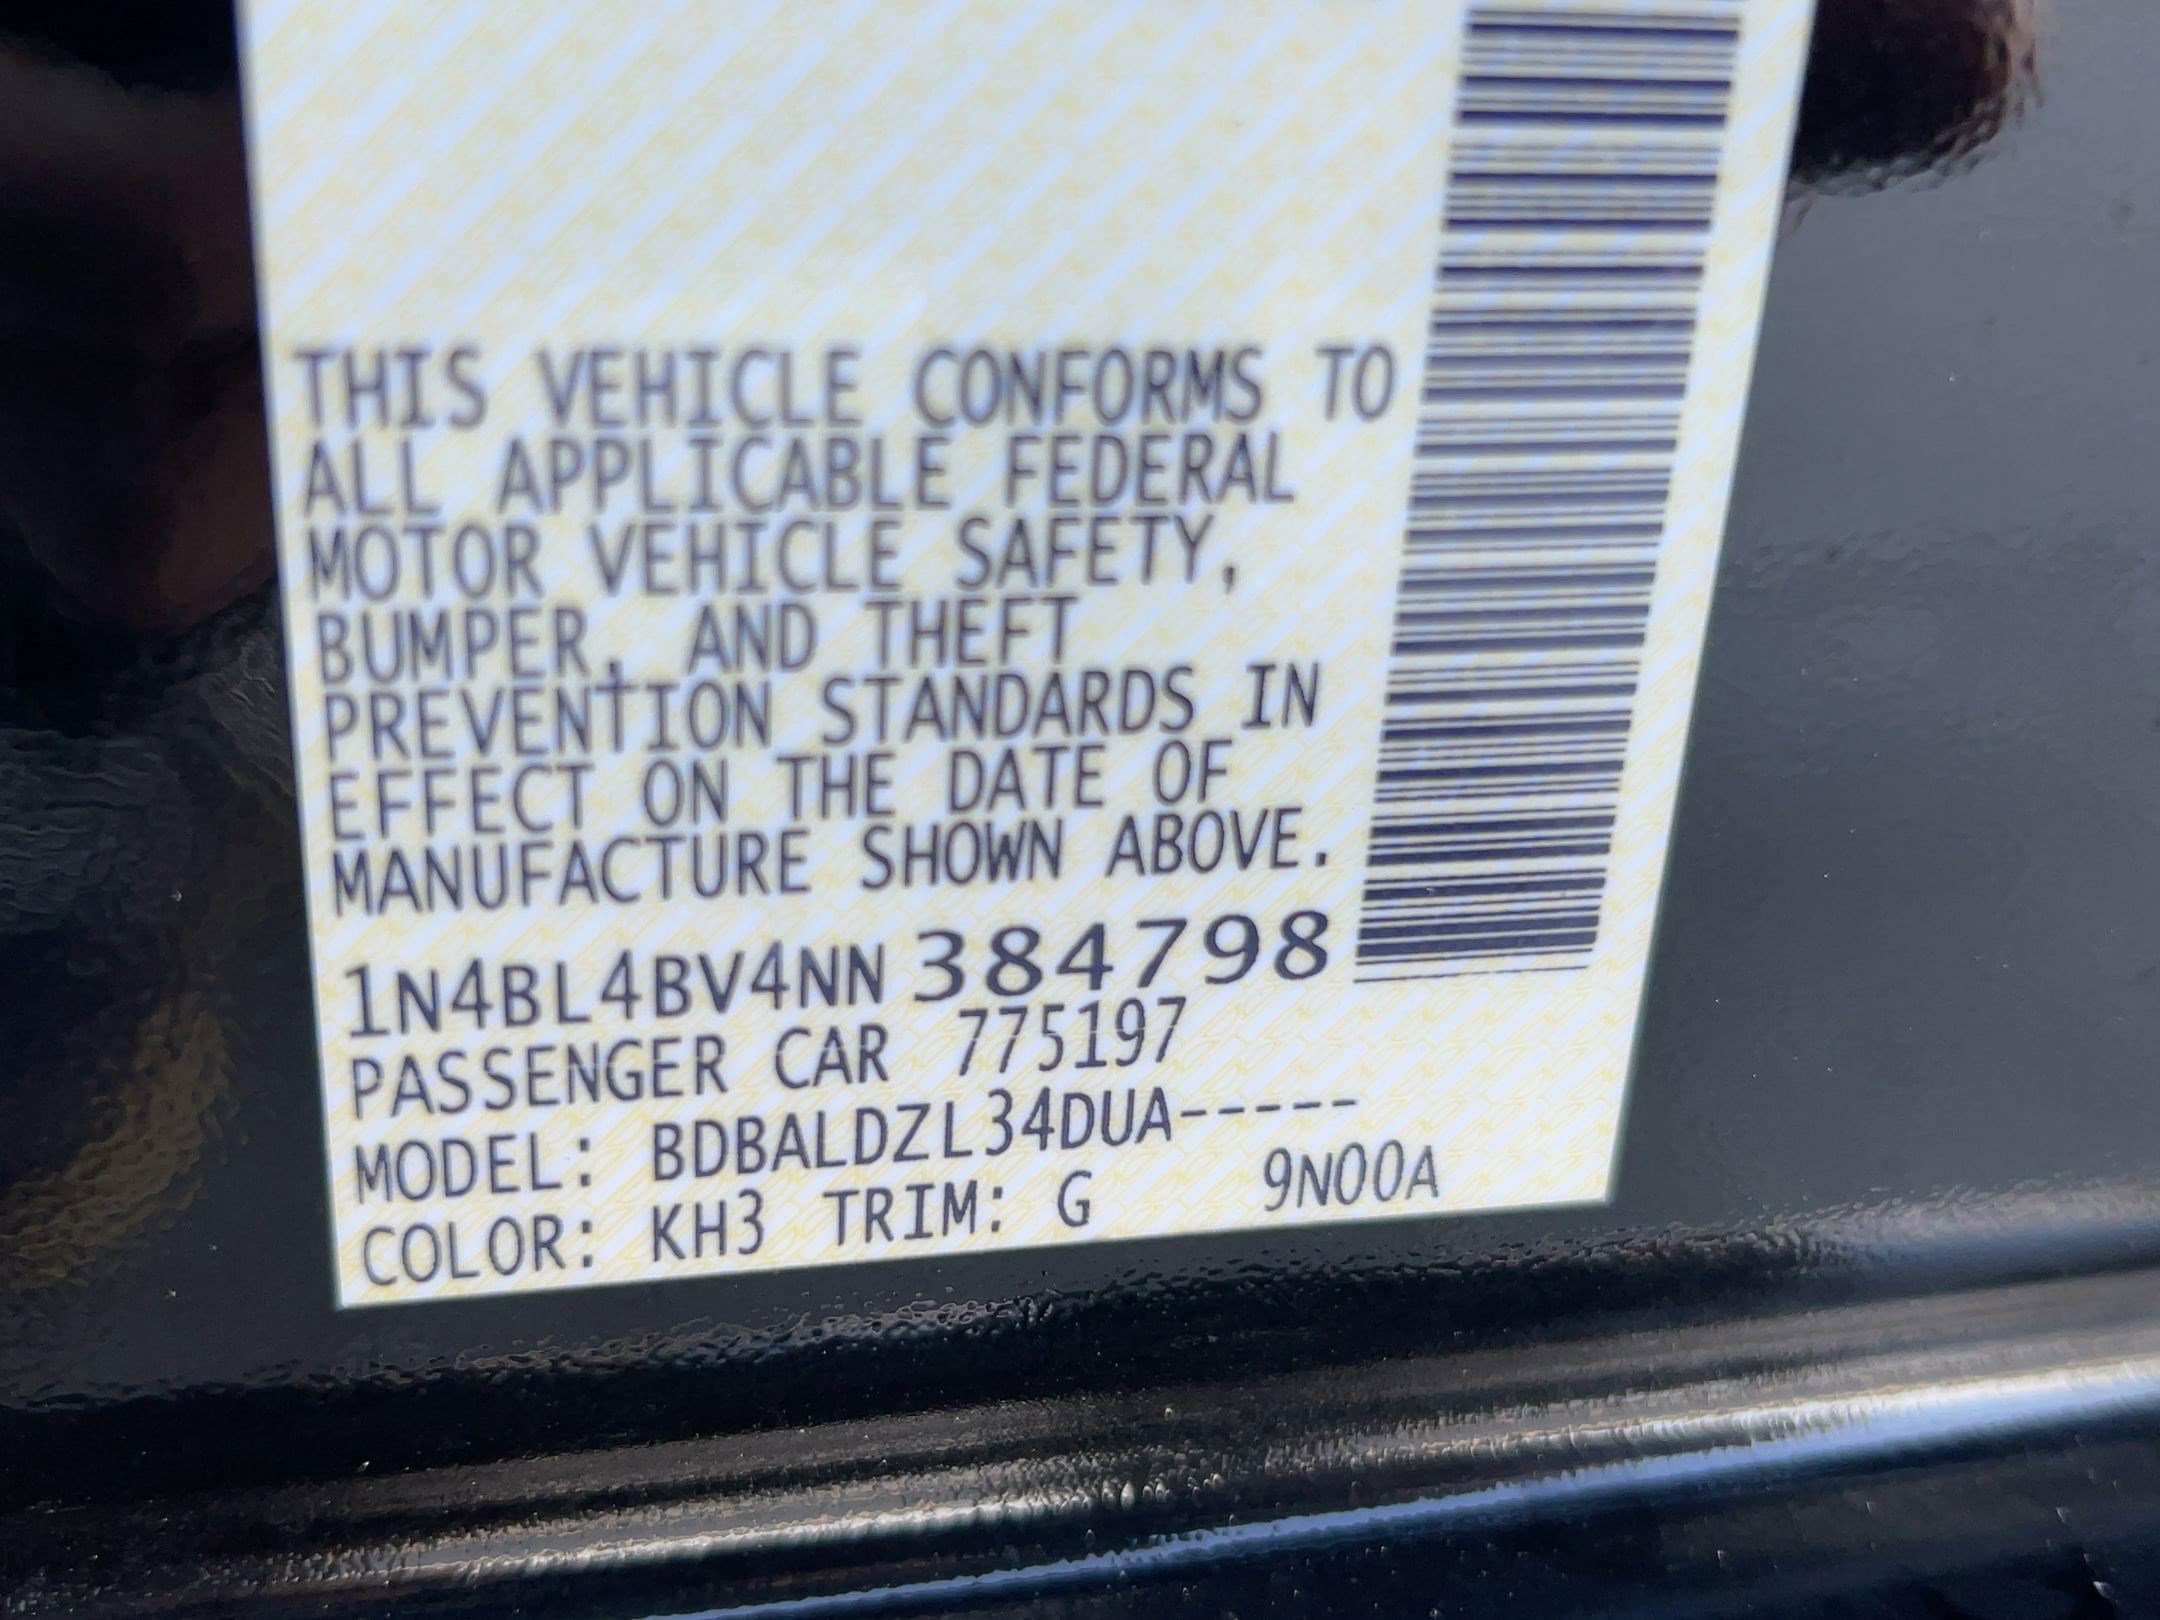 THIS VEHICLE CONFORMS TO
ALL APPLICABLE FEDERAL
MOTOR VEHICLE SAFETY,
BUMPER, AND THEFT
PREVENTION STANDARDS IN
EFFECT ON THE DATE OF
MANUFACTURE SHOWN ABOVE.
1N4BL4BV4NN384798
PASSENGER CAR 775197
MODEL: BDBALDZL34DUA-----
COLOR: KH3 TRIM: G 9N00A